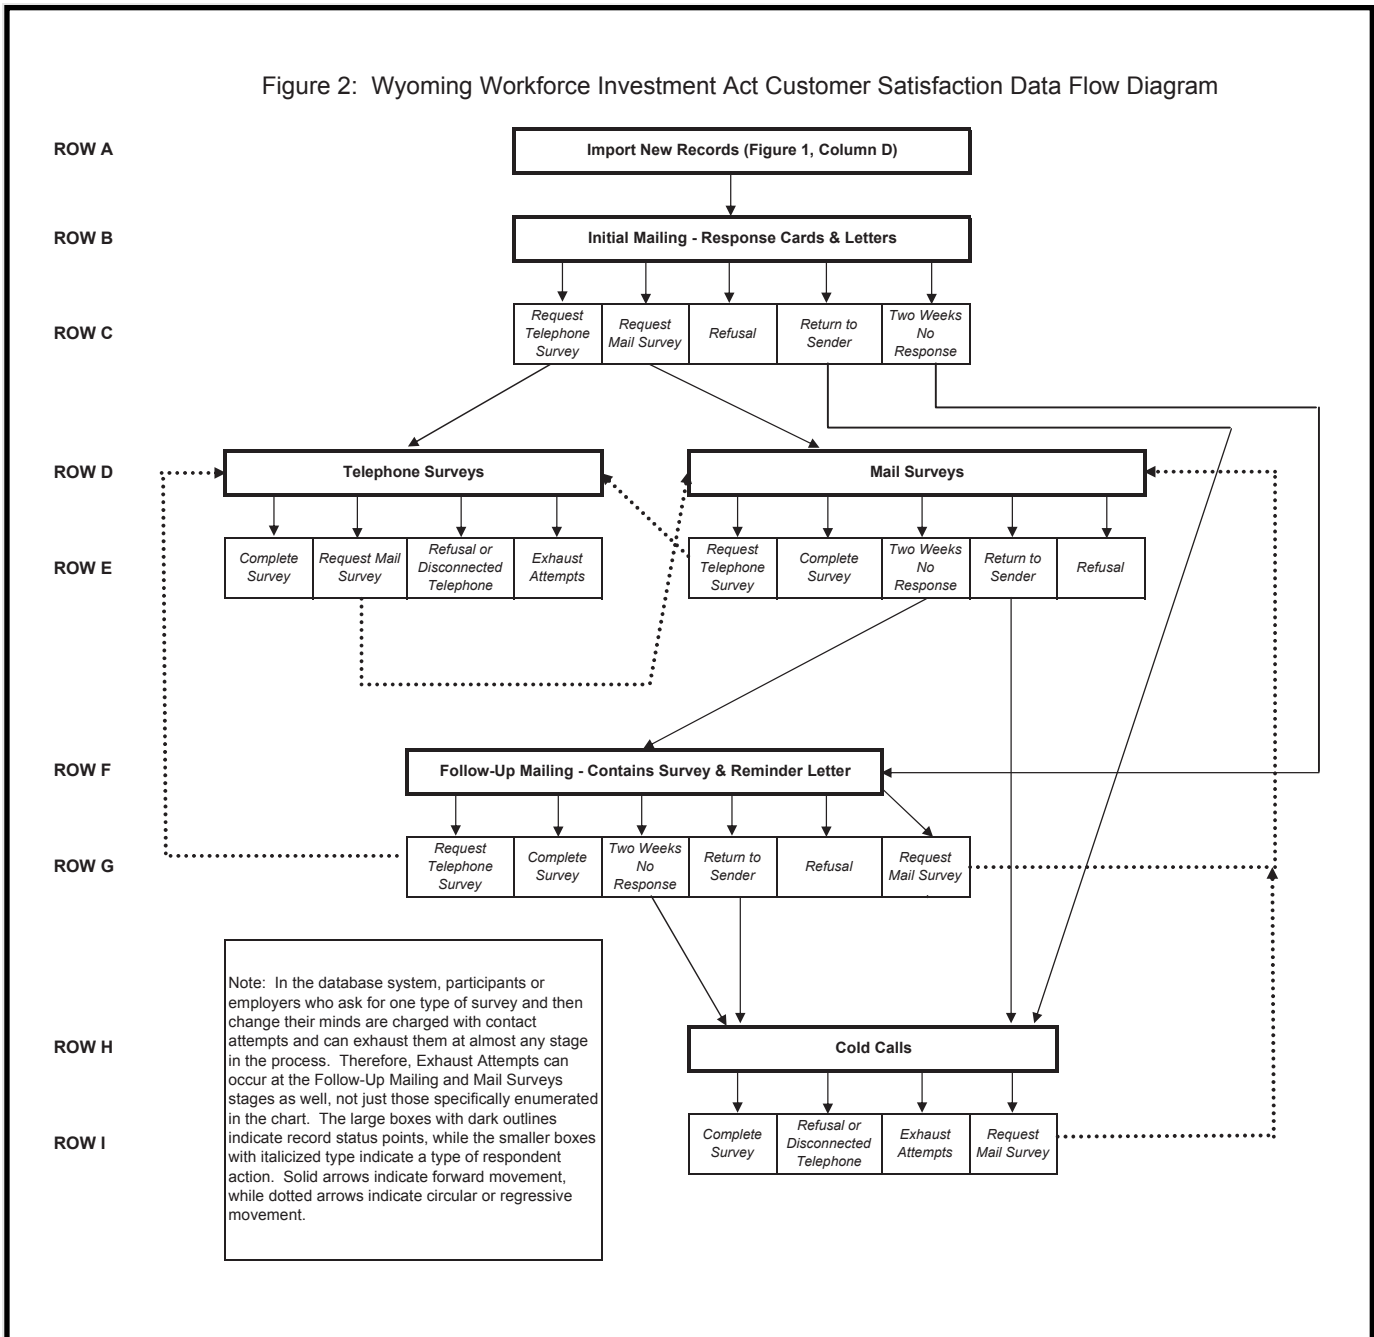 Figure 2:  Wyoming Workforce Investment Act Customer Satisfaction Data Flow Diagram
ROW A
Import New Records (Figure 1, Column D)
ROW B
Initial Mailing - Response Cards & Letters
ROW C
Request
Telephone
Survey
Request
Mail Survey
Refusal
Return to
Sender
Two Weeks
No
Response
ROW D
Telephone Surveys
Mail Surveys
ROW E
Complete
Survey
Request Mail
Survey
Refusal or
Disconnected
Telephone
Exhaust
Attempts
Request
Telephone
Survey
Complete
Survey
Two Weeks
No
Response
Return to
Sender
Refusal
ROW F
Follow-Up Mailing - Contains Survey & Reminder Letter
ROW G
Request
Telephone
Survey
Complete
Survey
Two Weeks
No
Response
Return to
Sender
Refusal
Request
Mail Survey
Note:  In the database system, participants or
employers who ask for one type of survey and then
change their minds are charged with contact
attempts and can exhaust them at almost any stage
in the process.  Therefore, Exhaust Attempts can
occur at the Follow-Up Mailing and Mail Surveys
stages as well, not just those specifically enumerated
in the chart.  The large boxes with dark outlines
indicate record status points, while the smaller boxes
with italicized type indicate a type of respondent
action.  Solid arrows indicate forward movement,
while dotted arrows indicate circular or regressive
movement.
ROW H
Cold Calls
ROW I
Complete
Survey
Refusal or
Disconnected
Telephone
Exhaust
Attempts
Request
Mail Survey